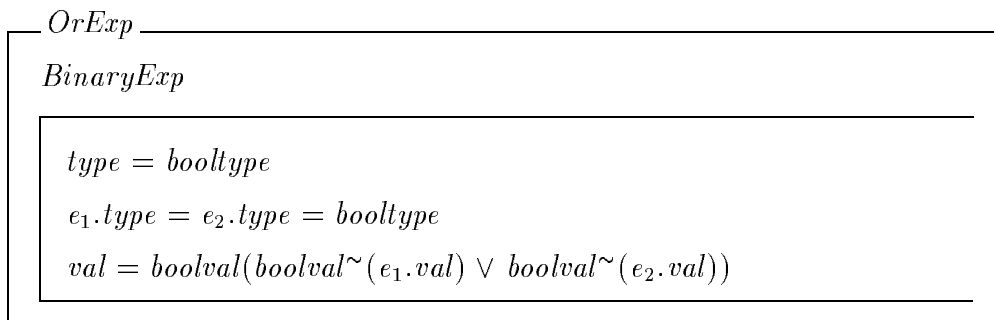 OrExp
BinaryExp
type = booltype
e₁.type = e₂.type = booltype
val = boolval(boolval~(e₁.val) ∨ boolval~(e₂.val))